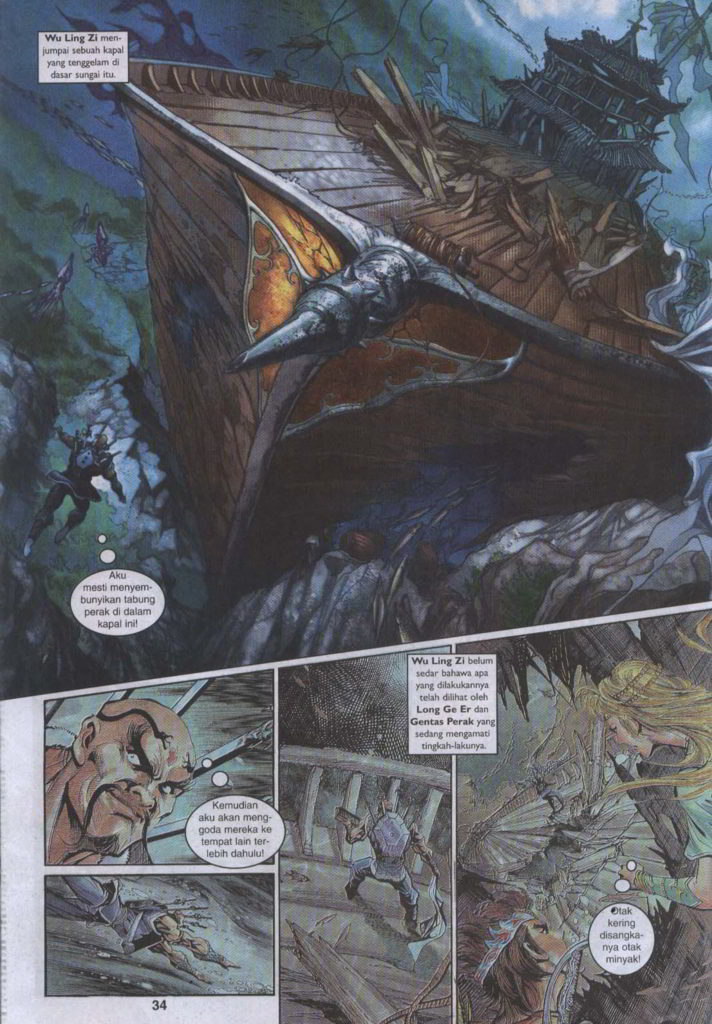 Wu Ling Zi men-
jumpai sebuah kapal
yang tenggelam di
dasar sungai itu.
Aku
mesti menyem-
bunyikan tabung
perak di dalam
kapal ini!
Wu Ling Zi belum
sedar bahawa apa
yang dilakukannya
telah dilihat oleh
Long Ge Er dan
Gentas Perak yang
sedang mengamati
tingkah-lakunya.
Kemudian
aku akan meng-
goda mereka ke
tempat lain ter-
lebih dahulu!
Otak
kering
disangka-
nya otak
minyak!
34